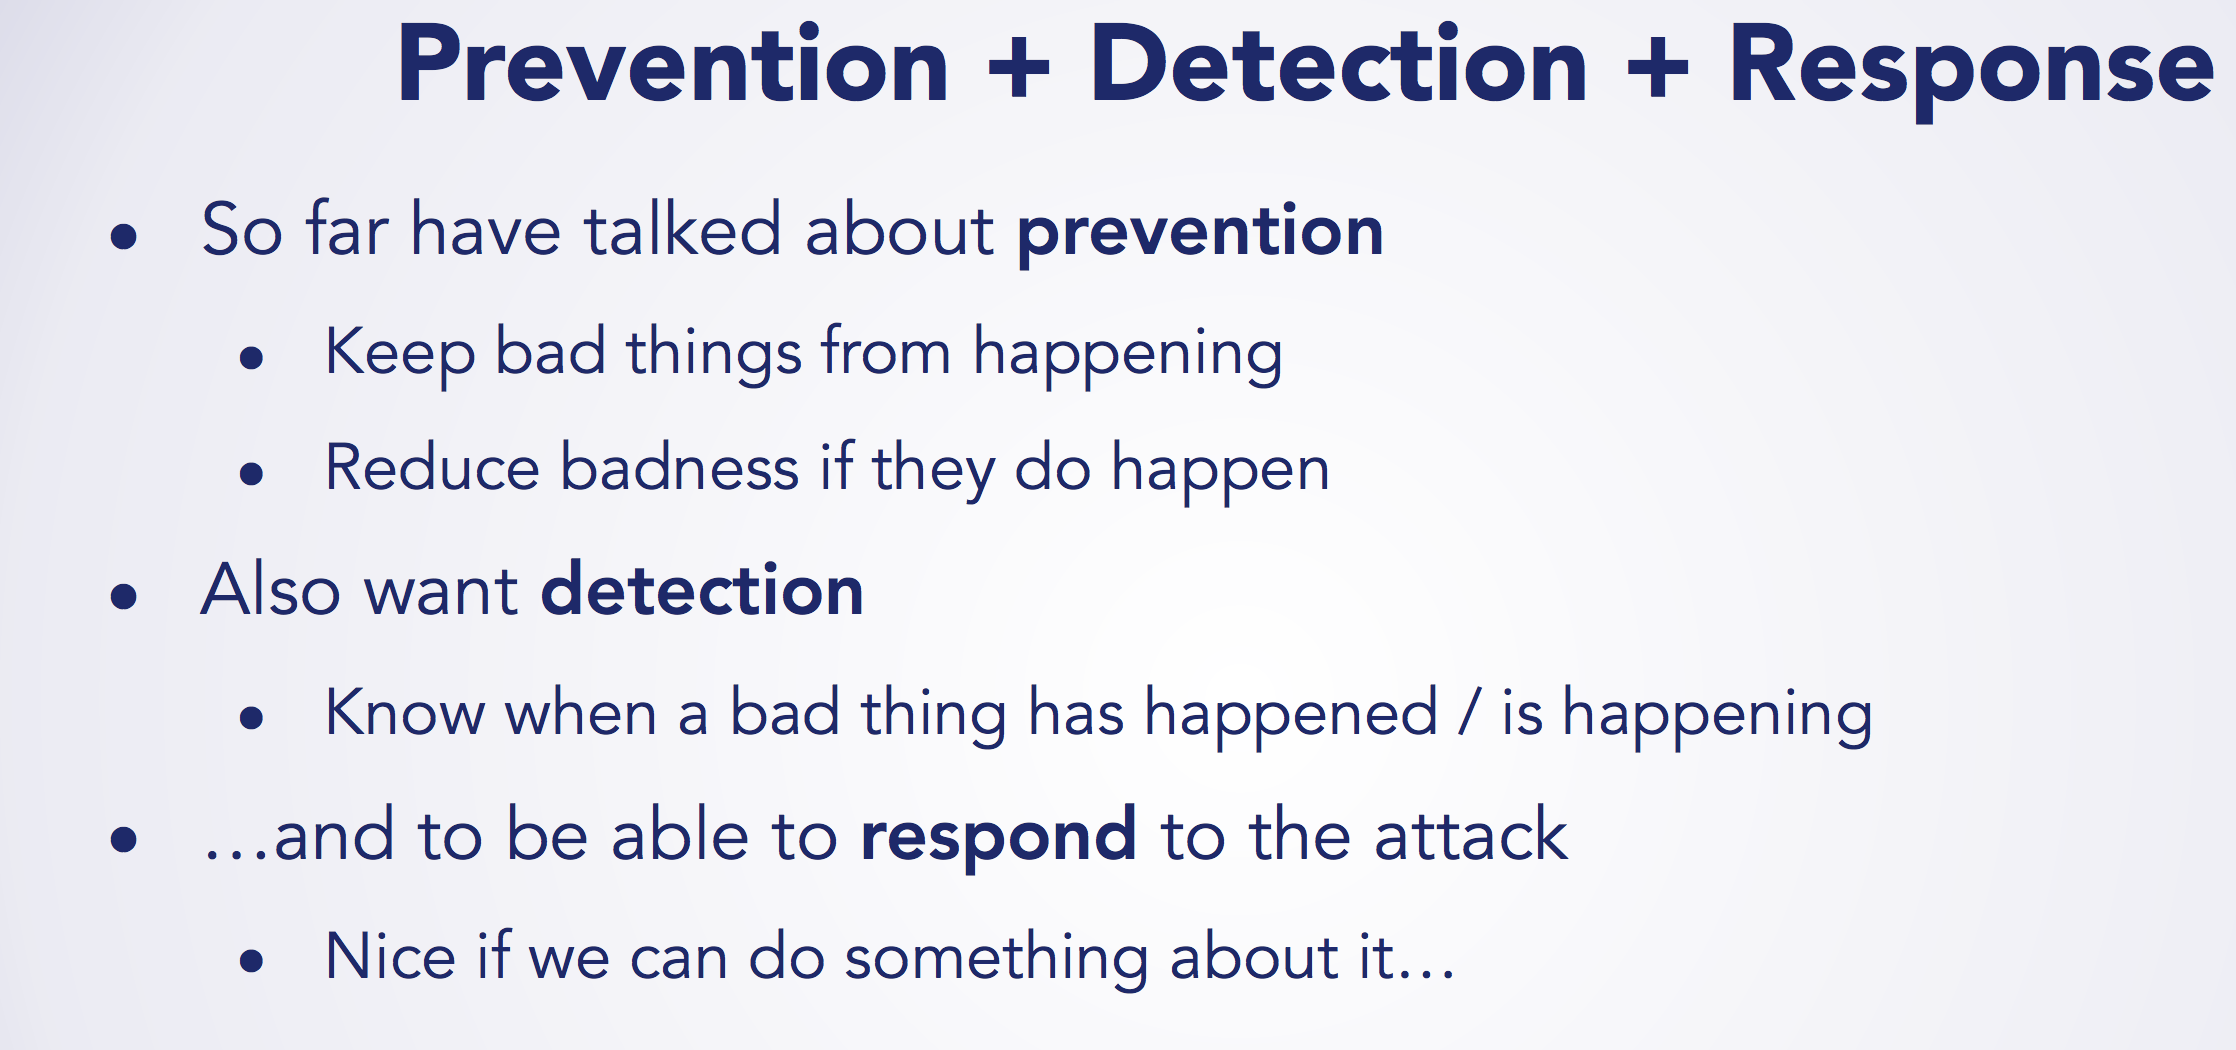 Prevention + Detection + Response
• So far have talked about prevention
• Keep bad things from happening
• Reduce badness if they do happen
• Also want detection
• Know when a bad thing has happened / is happening
• …and to be able to respond to the attack
• Nice if we can do something about it…